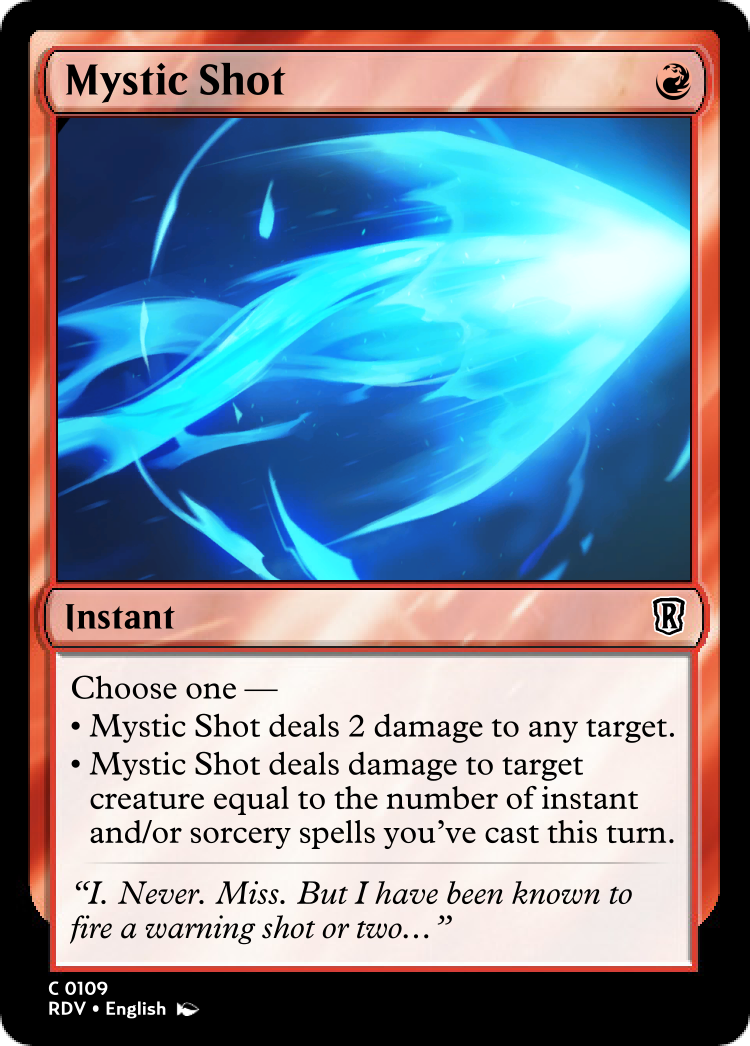 Mystic Shot
Instant
R
Choose one —
• Mystic Shot deals 2 damage to any target.
• Mystic Shot deals damage to target
creature equal to the number of instant
and/or sorcery spells you’ve cast this turn.
“I. Never. Miss. But I have been known to
fire a warning shot or two…”
C 0109
RDV • English